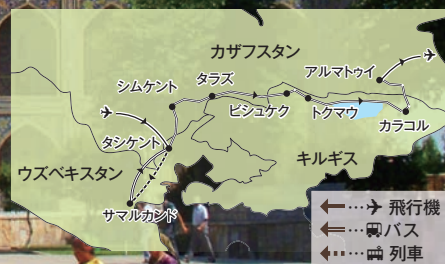 カザフスタン
アルマトゥイ
シムケント
タラズ
ビシュケク
トクマウ
カラコル
タシケント
ウズベキスタン
キルギス
サマルカンド
…飛行機
…バス
…列車